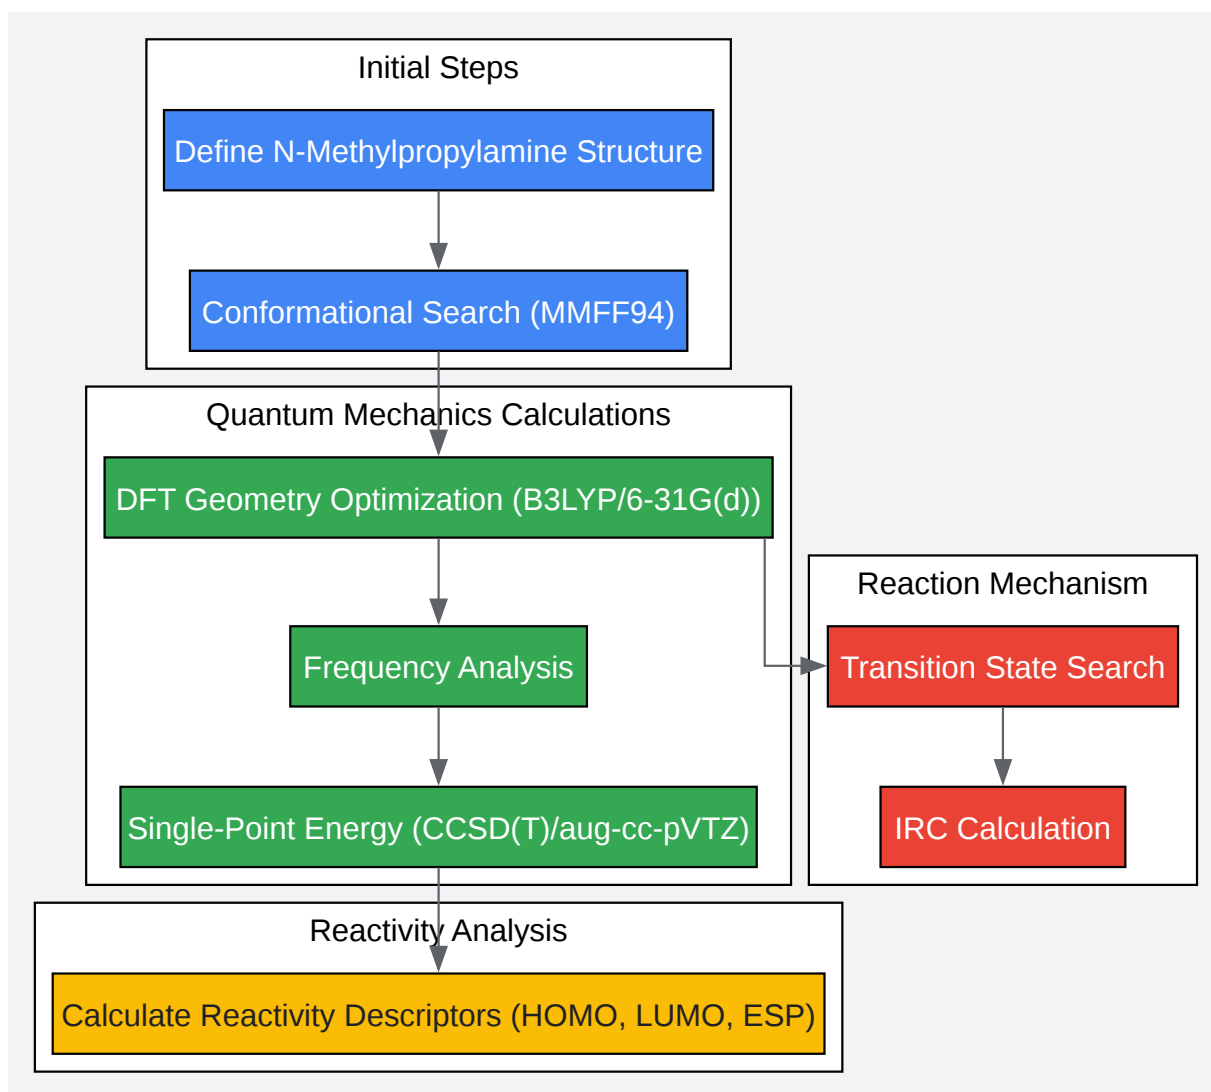 Initial Steps
Define N-Methylpropylamine Structure
Conformational Search (MMFF94)
Quantum Mechanics Calculations
DFT Geometry Optimization (B3LYP/6-31G(d))
Frequency Analysis
Single-Point Energy (CCSD(T)/aug-cc-pVTZ)
Reaction Mechanism
Transition State Search
IRC Calculation
Reactivity Analysis
Calculate Reactivity Descriptors (HOMO, LUMO, ESP)